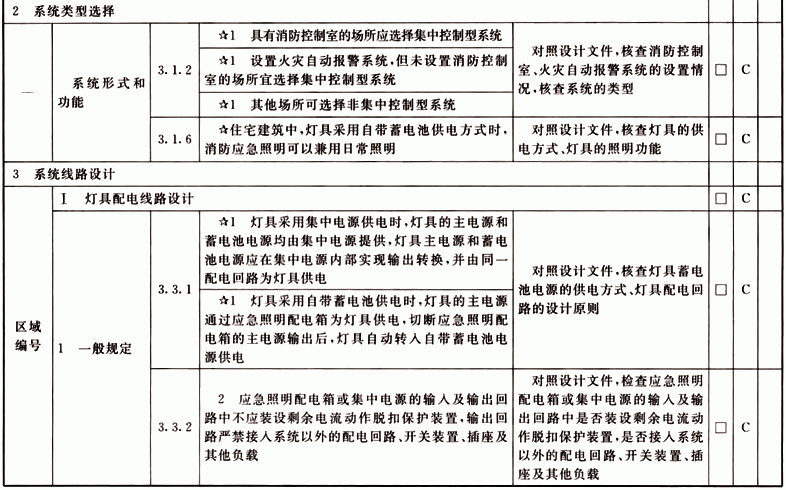 2 系统类型选择
—
系统形式和
功能
3.1.2
☆1 具有消防控制室的场所应选择集中控制型系统
☆1 设置火灾自动报警系统,但未设置消防控制
室的场所宜选择集中控制型系统
☆1 其他场所可选择非集中控制型系统
对照设计文件,核查消防控制
室、火灾自动报警系统的设置情
况,核查系统的类型
□
C
3.1.6
☆住宅建筑中,灯具采用自带蓄电池供电方式时,
消防应急照明可以兼用日常照明
对照设计文件,核查灯具的供
电方式、灯具的照明功能
□
C
3 系统线路设计
区域
编号
Ⅰ 灯具配电线路设计
□
C
1 一般规定
3.3.1
☆1 灯具采用集中电源供电时,灯具的主电源和
蓄电池电源均由集中电源提供,灯具主电源和蓄电
池电源应在集中电源内部实现输出转换,并由同一
配电回路为灯具供电
☆1 灯具采用自带蓄电池供电时,灯具的主电源
通过应急照明配电箱为灯具供电,切断应急照明配
电箱的主电源输出后,灯具自动转入自带蓄电池电
源供电
对照设计文件,核查灯具蓄电
池电源的供电方式、灯具配电回
路的设计原则
□
C
3.3.2
2 应急照明配电箱或集中电源的输入及输出回
路中不应装设剩余电流动作脱扣保护装置,输出回
路严禁接入系统以外的配电回路、开关装置、插座及
其他负载
对照设计文件,检查应急照明
配电箱或集中电源的输入及输
出回路中是否装设剩余电流动
作脱扣保护装置,是否接入系统
以外的配电回路、开关装置、插
座及其他负载
□
C